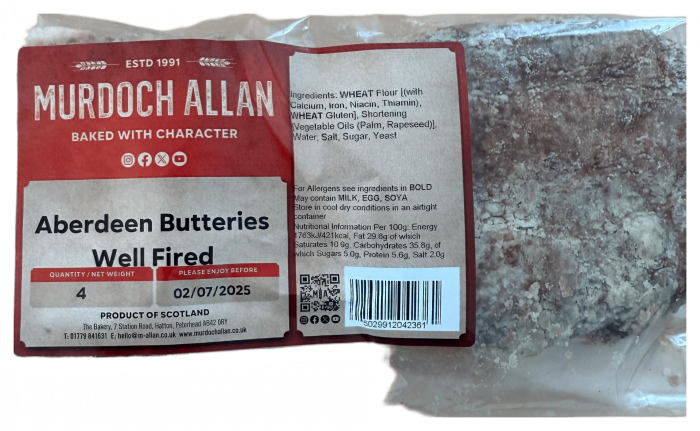 ESTD 1991
MURDOCH ALLAN
BAKED WITH CHARACTER
Aberdeen Butteries
Well Fired
QUANTITY / NET WEIGHT
4
PLEASE ENJOY BEFORE
02/07/2025
PRODUCT OF SCOTLAND
The Bakery, 7 Station Road, Hatton, Peterhead AB42 0RY
T: 01779 841631 E: hello@m-allan.co.uk www.murdochallan.co.uk
Ingredients: WHEAT Flour [(with
Calcium, Iron, Niacin, Thiamin),
WHEAT Gluten], Shortening
[Vegetable Oils (Palm, Rapeseed)],
Water, Salt, Sugar, Yeast
For Allergens see ingredients in BOLD
May contain MILK, EGG, SOYA
Store in cool dry conditions in an airtight
container
Nutritional Information Per 100g: Energy
1763kJ/421kcal, Fat 29.6g of which
Saturates 10.9g, Carbohydrates 35.8g, of
which Sugars 5.0g, Protein 5.6g, Salt 2.0g
M A
5029912042361